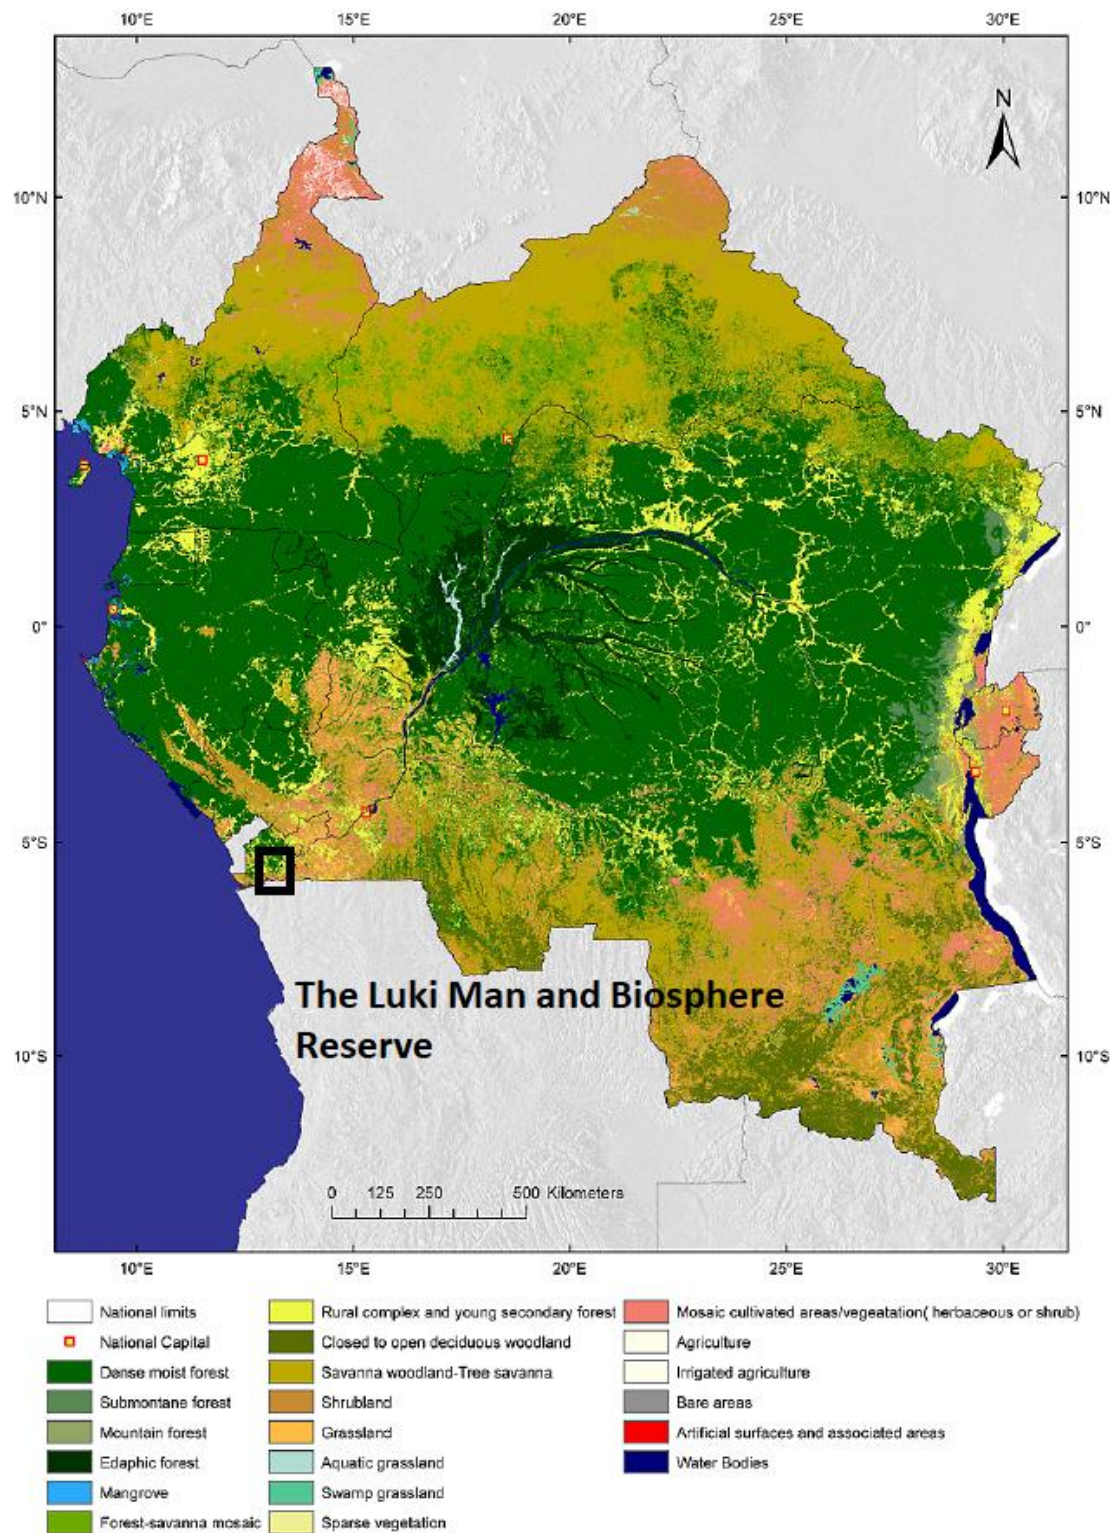 10°E 15°E 20°E 25°E 30°E
N
10°N 10°N
5°N 5°N
0° 0°
5°S 5°S
The Luki Man and Biosphere
Reserve
10°S 10°S
0 125 250 500 Kilometers
10°E 15°E 20°E 25°E 30°E
National limits
National Capital
Dense moist forest
Submontane forest
Mountain forest
Edaphic forest
Mangrove
Forest-savanna mosaic
Rural complex and young secondary forest
Closed to open deciduous woodland
Savanna woodland-Tree savanna
Shrubland
Grassland
Aquatic grassland
Swamp grassland
Sparse vegetation
Mosaic cultivated areas/vegeatation( herbaceous or shrub)
Agriculture
Irrigated agriculture
Bare areas
Artificial surfaces and associated areas
Water Bodies